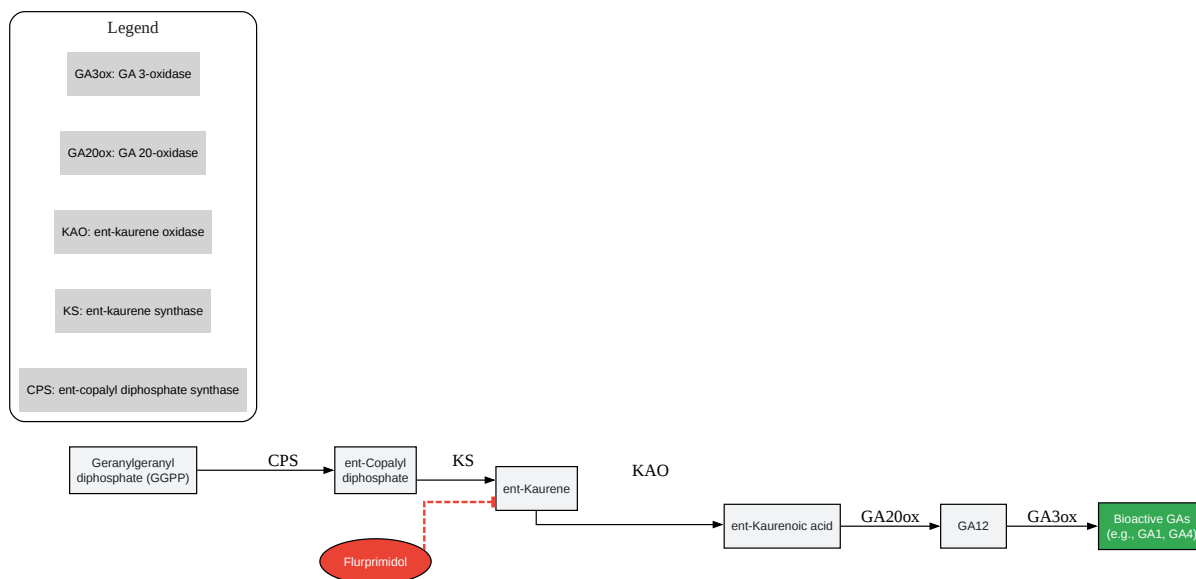 Legend
GA3ox: GA 3-oxidase
GA20ox: GA 20-oxidase
KAO: ent-kaurene oxidase
KS: ent-kaurene synthase
CPS: ent-copalyl diphosphate synthase
Geranylgeranyl
diphosphate (GGPP)
CPS
ent-Copalyl
diphosphate
KS
ent-Kaurene
KAO
ent-Kaurenoic acid
GA20ox
GA12
GA3ox
Bioactive GAs
(e.g., GA1, GA4)
Flurprimidol